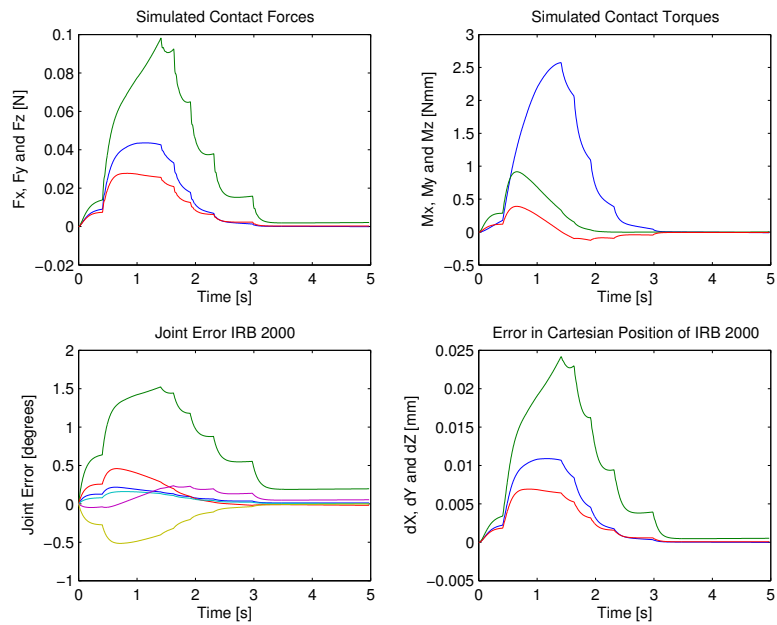 Simulated Contact Forces
Fx, Fy and Fz [N]
0.1
0.08
0.06
0.04
0.02
0
−0.02
0 1 2 3 4 5
Time [s]
Simulated Contact Torques
Mx, My and Mz [Nmm]
3
2.5
2
1.5
1
0.5
0
−0.5
0 1 2 3 4 5
Time [s]
Joint Error IRB 2000
Joint Error [degrees]
2
1.5
1
0.5
0
−0.5
−1
0 1 2 3 4 5
Time [s]
Error in Cartesian Position of IRB 2000
dX, dY and dZ [mm]
0.025
0.02
0.015
0.01
0.005
0
−0.005
0 1 2 3 4 5
Time [s]